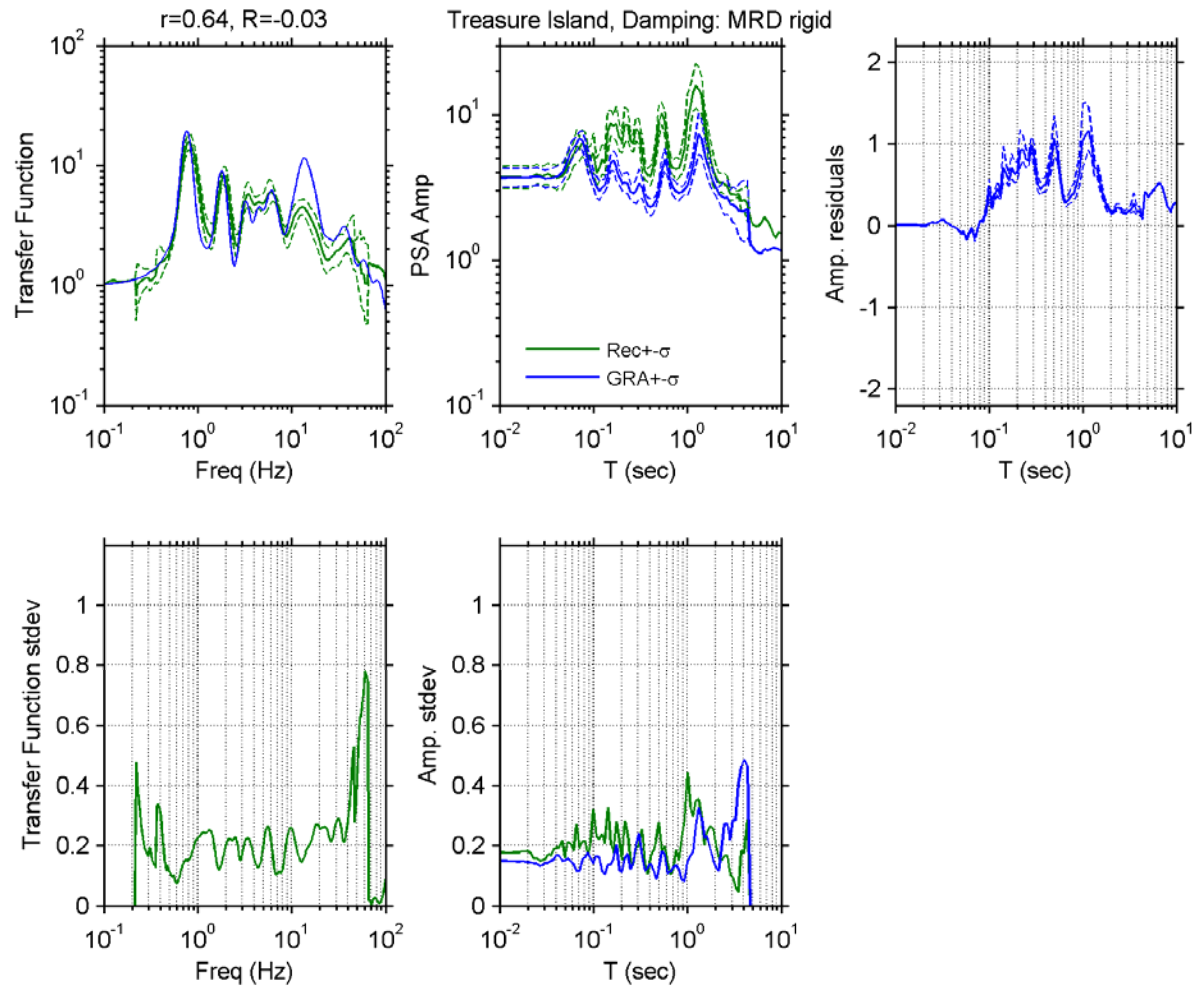 r=0.64, R=-0.03
Treasure Island, Damping: MRD rigid
Transfer Function
10^2
10^1
10^0
10^-1
10^-1 10^0 10^1 10^2
Freq (Hz)
PSA Amp
10^1
10^0
10^-1
Rec+-σ
GRA+-σ
10^-2 10^-1 10^0 10^1
T (sec)
Amp. residuals
2
1
0
-1
-2
10^-2 10^-1 10^0 10^1
T (sec)
Transfer Function stdev
1
0.8
0.6
0.4
0.2
0
10^-1 10^0 10^1 10^2
Freq (Hz)
Amp. stdev
1
0.8
0.6
0.4
0.2
0
10^-2 10^-1 10^0 10^1
T (sec)